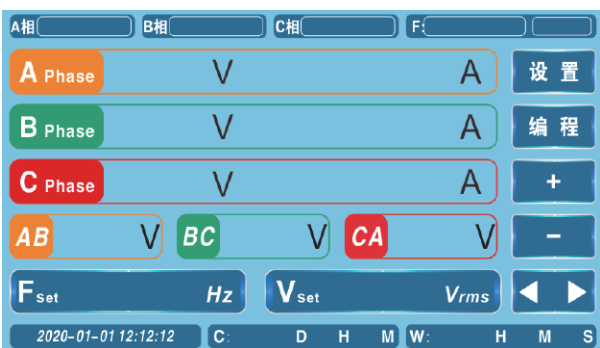 A相 B相 C相 F:
A Phase V A 设 置
B Phase V A 编 程
C Phase V A +
AB V BC V CA V −
Fset Hz Vset Vrms
2020-01-01 12:12:12 C: D H M W: H M S